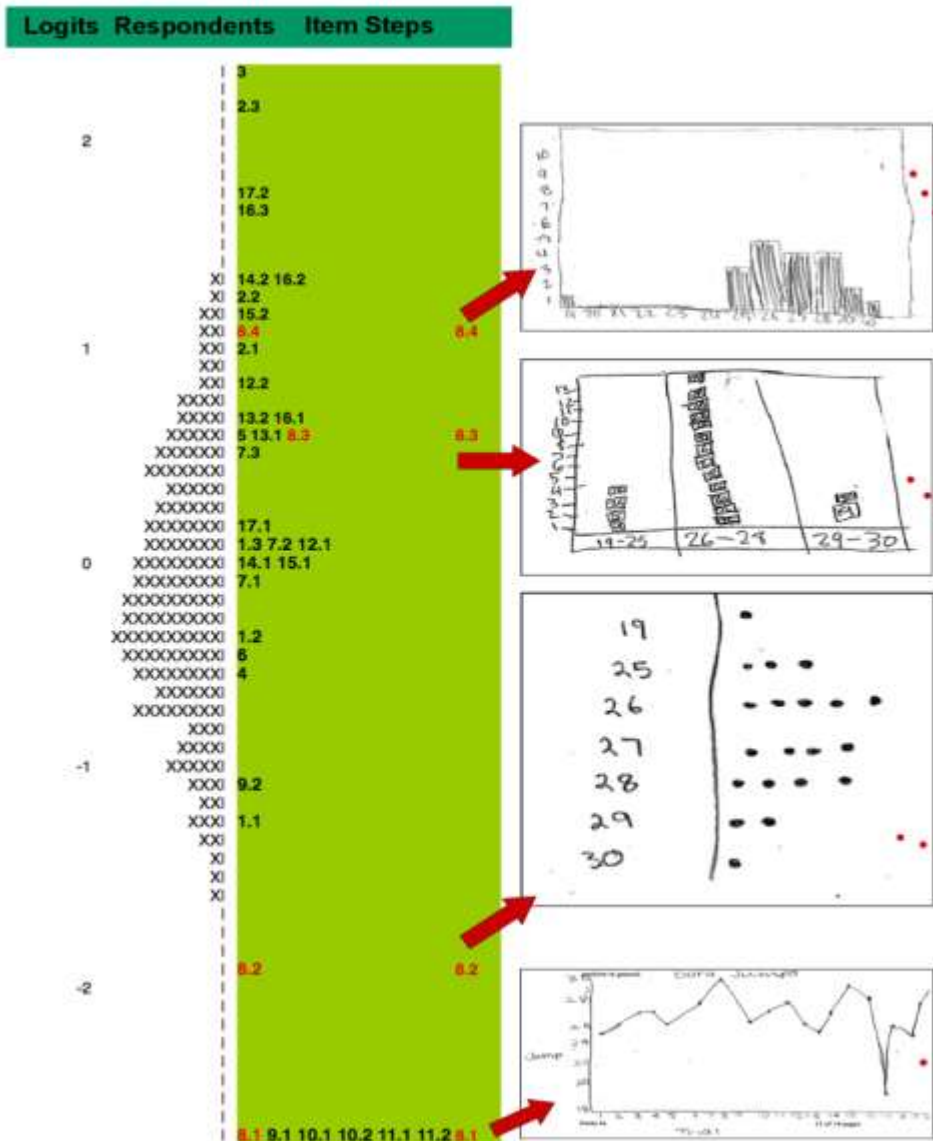 Logits Respondents Item Steps
3
2.3
2
17.2
16.3
X 14.2 16.2
X 2.2
XX 15.2
XX 8.4 8.4
1 XX 2.1
XX
XX 12.2
XXXX
XXXX 13.2 16.1
XXXXX 5 13.1 8.3 8.3
XXXXXX 7.3
XXXXXXX
XXXXX
XXXXXX
XXXXXXX 17.1
XXXXXXX 1.3 7.2 12.1
0 XXXXXXXX 14.1 15.1
XXXXXXXX 7.1
XXXXXXXXX
XXXXXXXXX
XXXXXXXXXX 1.2
XXXXXXXXX 6
XXXXXXXX 4
XXXXXX
XXXXXXXX
XXX
XXXX
-1 XXXXX
XXX 9.2
XX
XXX 1.1
XX
X
X
X
8.2 8.2
-2
8.1 9.1 10.1 10.2 11.1 11.2 8.1
19-25 26-28 29-30
19
25
26
27
28
29
30
Jump